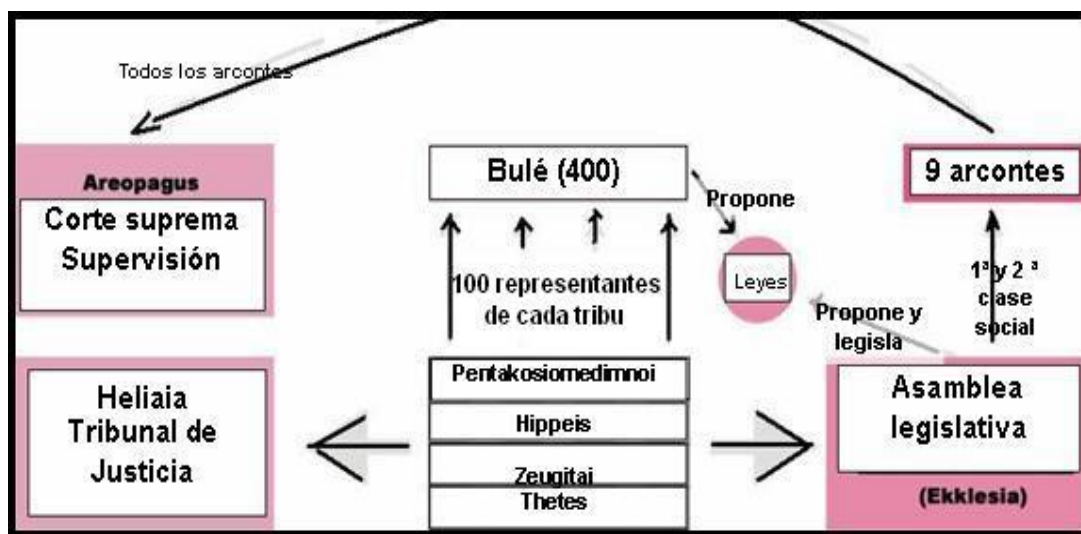 Todos los arcontes
Areopagus
Corte suprema
Supervisión
Bulé (400)
9 arcontes
Propone
Leyes
100 representantes
de cada tribu
1ª y 2 ª
clase
social
Propone y
legisla
Heliaia
Tribunal de
Justicia
Pentakosiomedimnoi
Hippeis
Zeugitai
Thetes
Asamblea
legislativa
(Ekklesia)